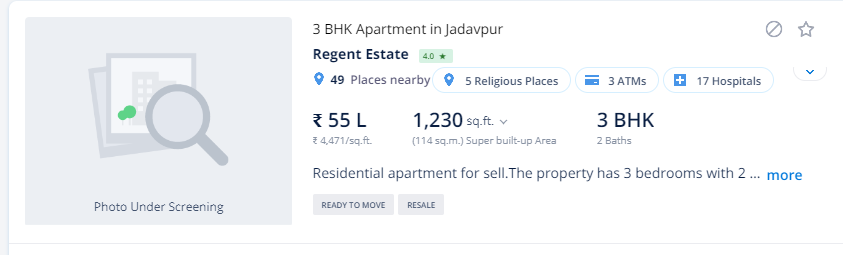 3 BHK Apartment in Jadavpur
Regent Estate 4.0 ★
49 Places nearby 5 Religious Places 3 ATMs 17 Hospitals
₹ 55 L 1,230 sq.ft. 3 BHK
₹ 4,471/sq.ft. (114 sq.m.) Super built-up Area 2 Baths
Residential apartment for sell.The property has 3 bedrooms with 2 ... more
READY TO MOVE RESALE
Photo Under Screening